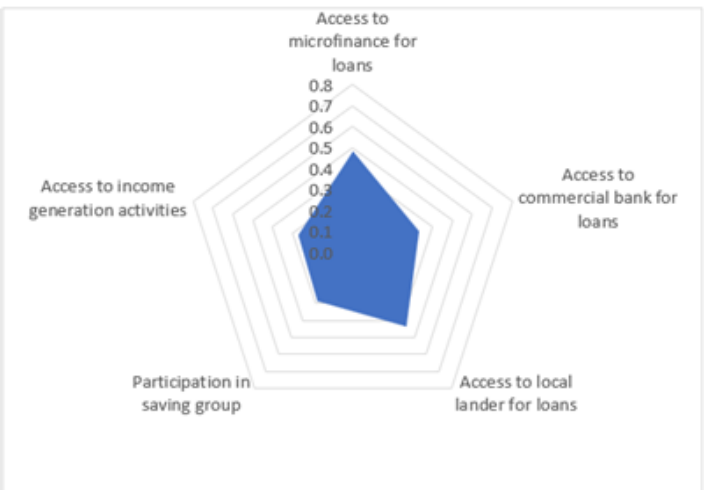 Access to
microfinance for
loans
0.8
0.7
0.6
0.5
0.4
0.3
0.2
0.1
0.0
Access to
commercial bank for
loans
Access to local
lander for loans
Participation in
saving group
Access to income
generation activities